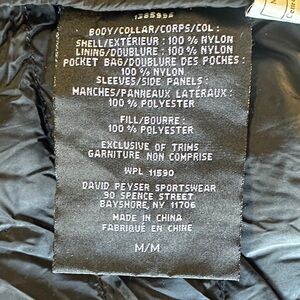 1265995
BODY/COLLAR/CORPS/COL:
SHELL/EXTÉRIEUR: 100 % NYLON
LINING/DOUBLURE: 100 % NYLON
POCKET BAG/DOUBLURE DES POCHES:
100 % NYLON
SLEEVES/SIDE PANELS:
MANCHES/PANNEAUX LATÉRAUX:
100 % POLYESTER
FILL/BOURRE:
100 % POLYESTER
EXCLUSIVE OF TRIMS
GARNITURE NON COMPRISE
WPL 11590
DAVID PEYSER SPORTSWEAR
90 SPENCE STREET
BAYSHORE, NY 11706
MADE IN CHINA
FABRIQUÉ EN CHINE
M/M